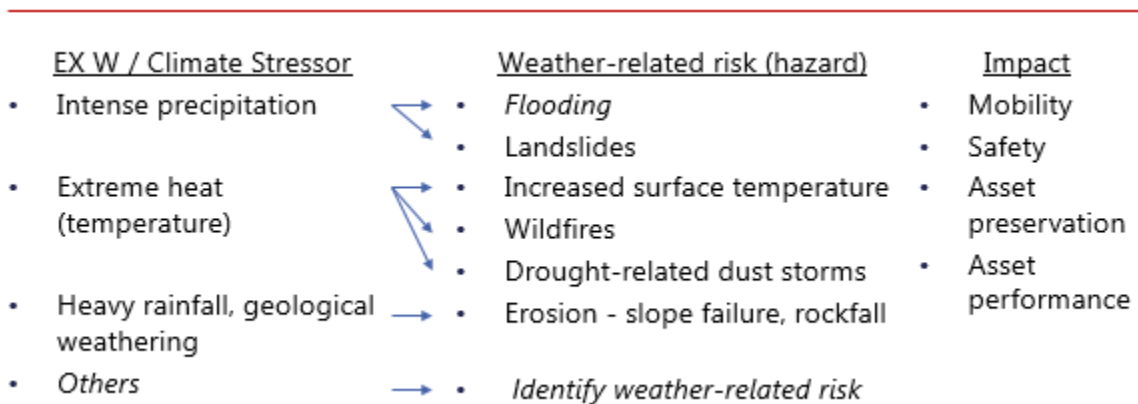 EX W / Climate Stressor
• Intense precipitation
• Extreme heat
(temperature)
• Heavy rainfall, geological
weathering
• Others
Weather-related risk (hazard)
• Flooding
• Landslides
• Increased surface temperature
• Wildfires
• Drought-related dust storms
• Erosion - slope failure, rockfall
• Identify weather-related risk
Impact
• Mobility
• Safety
• Asset
preservation
• Asset
performance